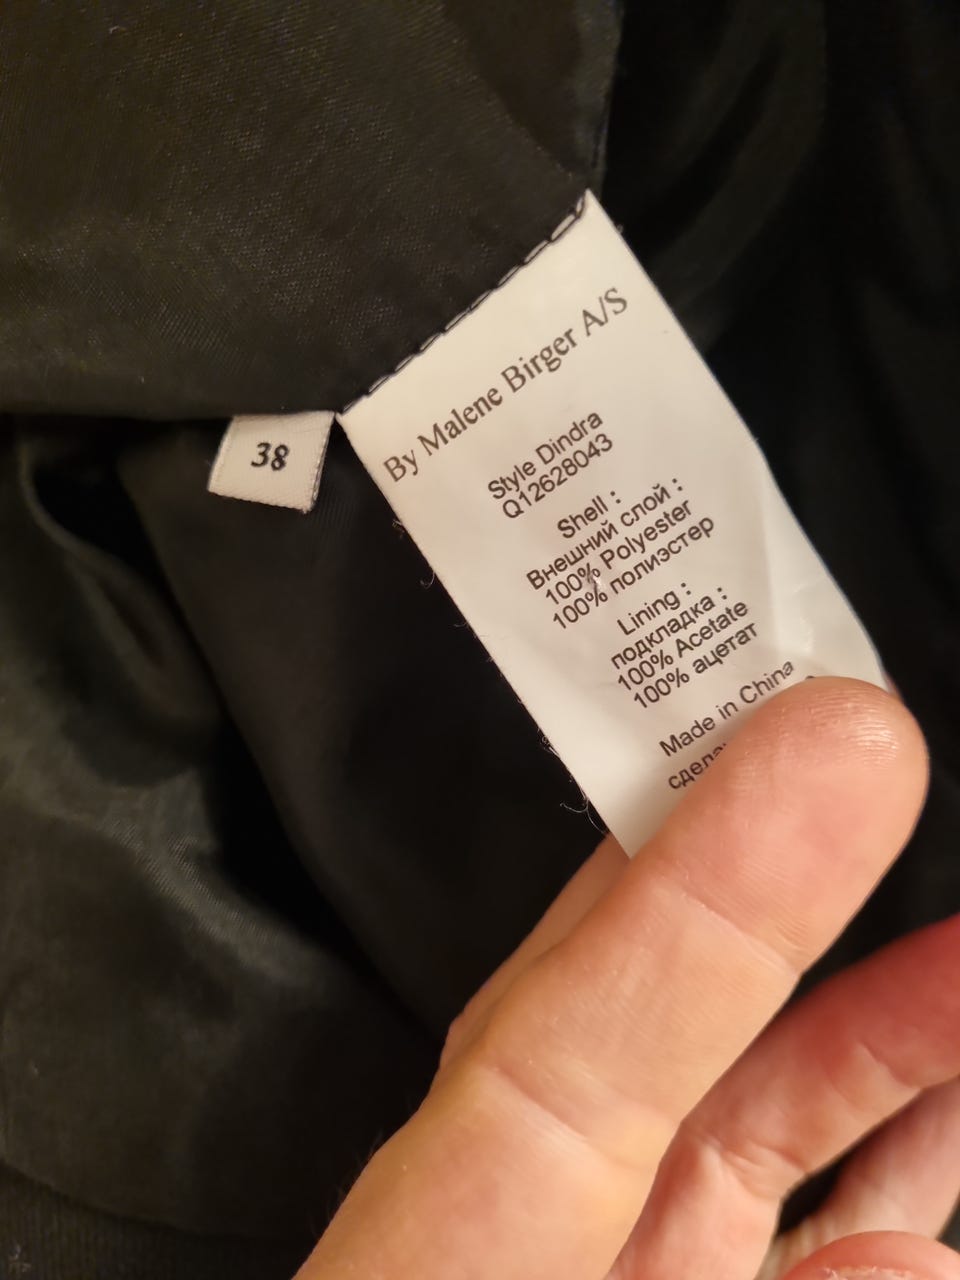 By Malene Birger A/S
Style Dindra
Q12628043
Shell :
Внешний слой :
100% Polyester
100% полиэстер
Lining :
подкладка :
100% Acetate
100% ацетат
Made in China
38